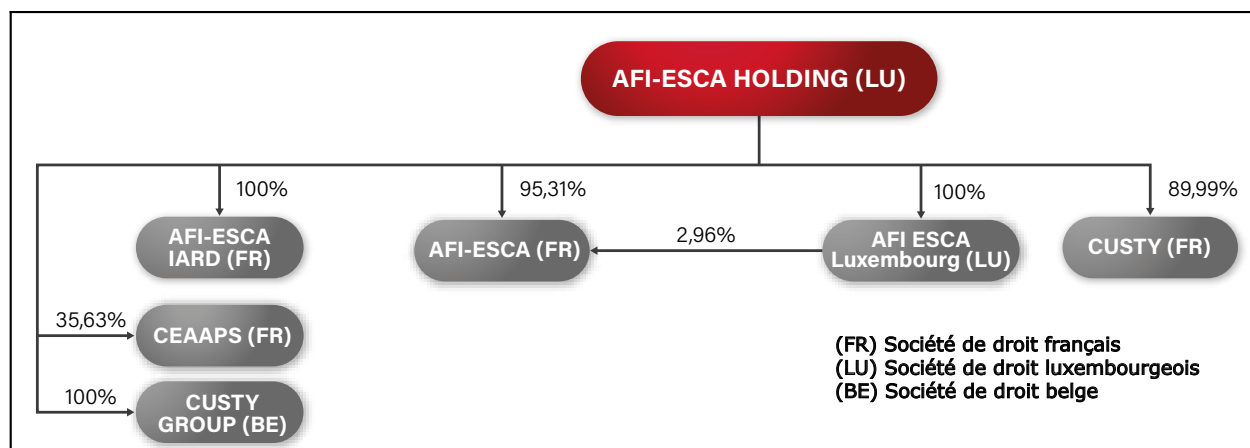 AFI-ESCA HOLDING (LU)
100%
95,31%
100%
89,99%
AFI-ESCA
IARD (FR)
AFI-ESCA (FR)
2,96%
AFI ESCA
Luxembourg (LU)
CUSTY (FR)
35,63%
CEAAPS (FR)
100%
CUSTY
GROUP (BE)
(FR) Société de droit français
(LU) Société de droit luxembourgeois
(BE) Société de droit belge